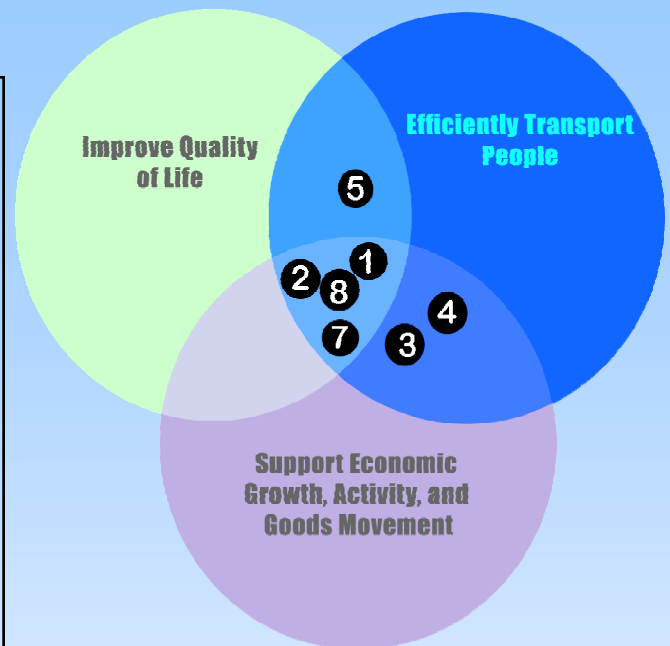 Efficiently Transport
People
Improve Quality
of Life
5
1
2
8
4
7
3
Support Economic
Growth, Activity, and
Goods Movement